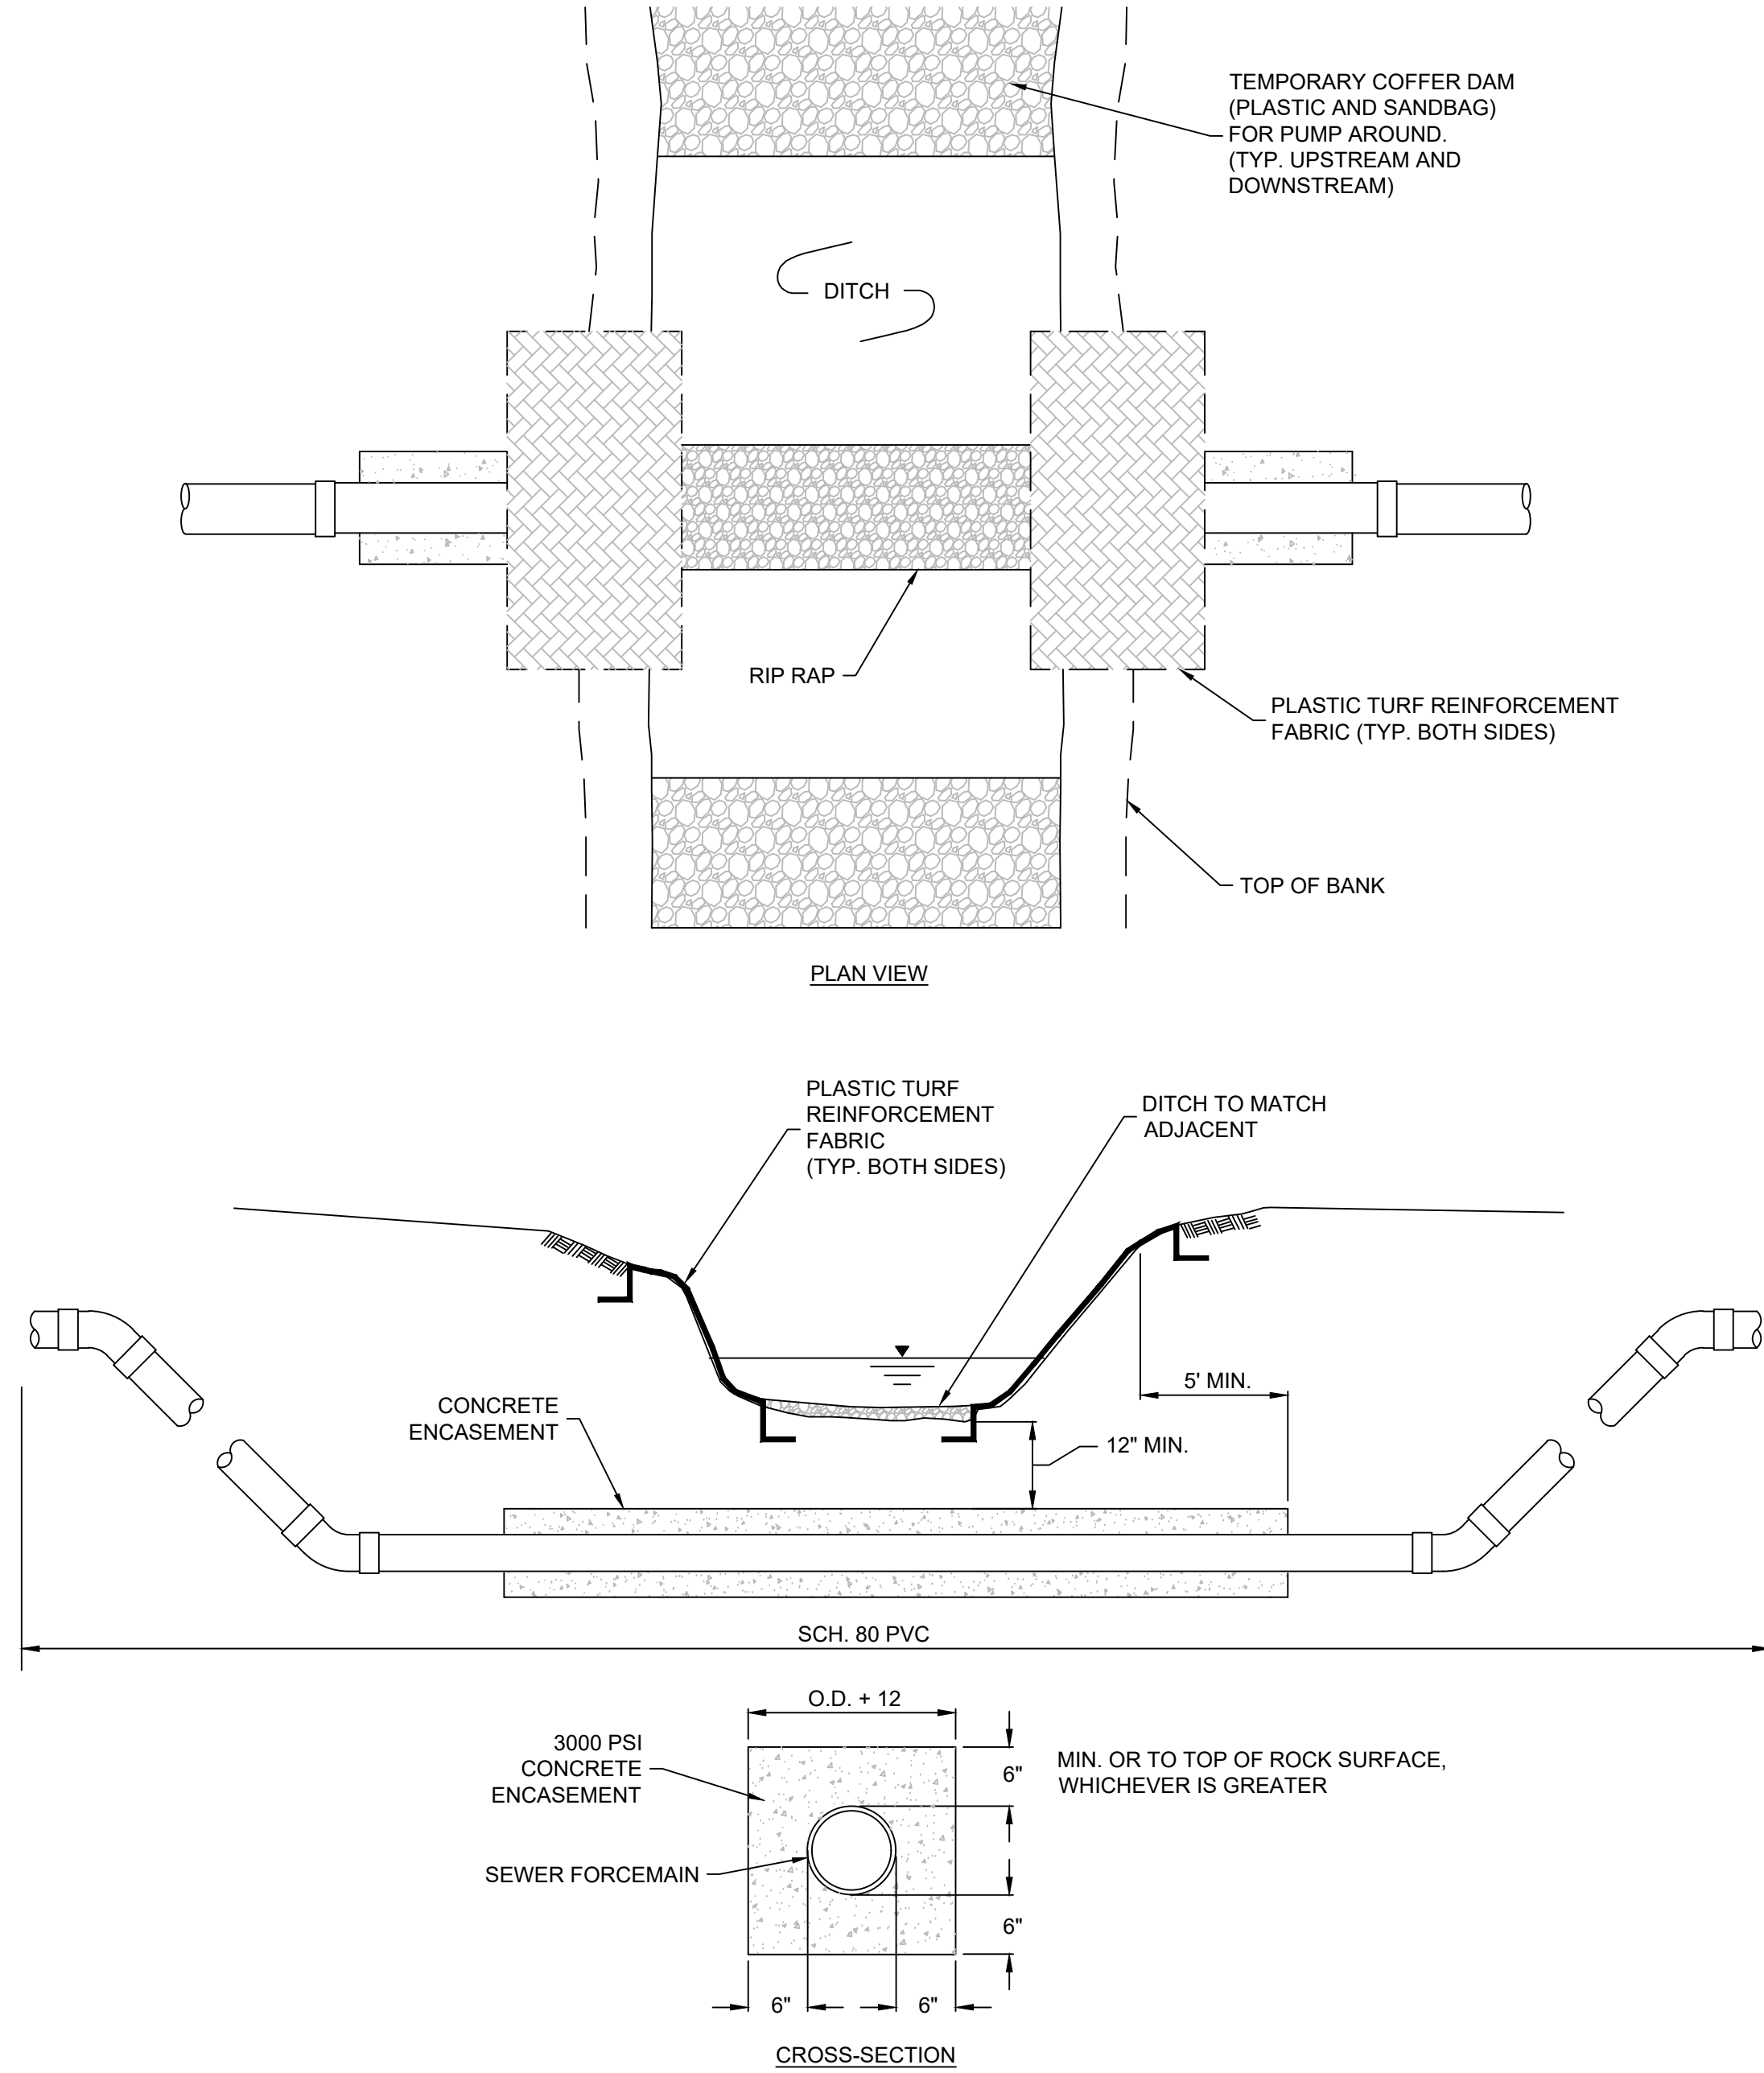 TEMPORARY COFFER DAM
(PLASTIC AND SANDBAG)
FOR PUMP AROUND.
(TYP. UPSTREAM AND
DOWNSTREAM)
DITCH
RIP RAP
PLASTIC TURF REINFORCEMENT
FABRIC (TYP. BOTH SIDES)
TOP OF BANK
PLAN VIEW
PLASTIC TURF
REINFORCEMENT
FABRIC
(TYP. BOTH SIDES)
DITCH TO MATCH
ADJACENT
5' MIN.
CONCRETE
ENCASEMENT
12" MIN.
SCH. 80 PVC
O.D. + 12
3000 PSI
CONCRETE
ENCASEMENT
6"
MIN. OR TO TOP OF ROCK SURFACE,
WHICHEVER IS GREATER
SEWER FORCEMAIN
6"
6"
6"
CROSS-SECTION